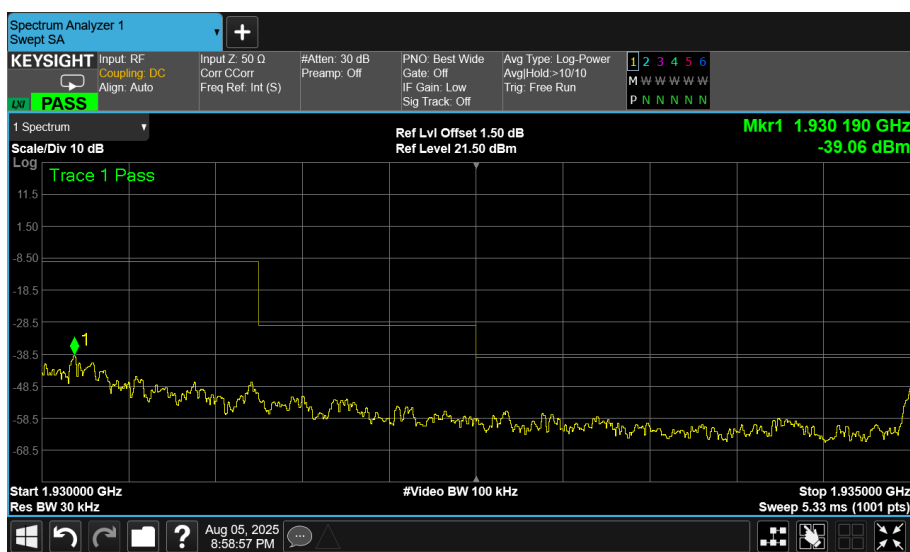 Spectrum Analyzer 1
Swept SA
KEYSIGHT
Input: RF
Coupling: DC
Align: Auto
LXI
PASS
Input Z: 50 Ω
Corr CCorr
Freq Ref: Int (S)
#Atten: 30 dB
Preamp: Off
PNO: Best Wide
Gate: Off
IF Gain: Low
Sig Track: Off
Avg Type: Log-Power
Avg|Hold:>10/10
Trig: Free Run
1 2 3 4 5 6
M W W W W W
P N N N N N
1 Spectrum
Scale/Div 10 dB
Ref Lvl Offset 1.50 dB
Ref Level 21.50 dBm
Mkr1 1.930 190 GHz
-39.06 dBm
Log
Trace 1 Pass
11.5
1.50
-8.50
-18.5
-28.5
-38.5
-48.5
-58.5
-68.5
1
Start 1.930000 GHz
Res BW 30 kHz
#Video BW 100 kHz
Stop 1.935000 GHz
Sweep 5.33 ms (1001 pts)
?
Aug 05, 2025
8:58:57 PM